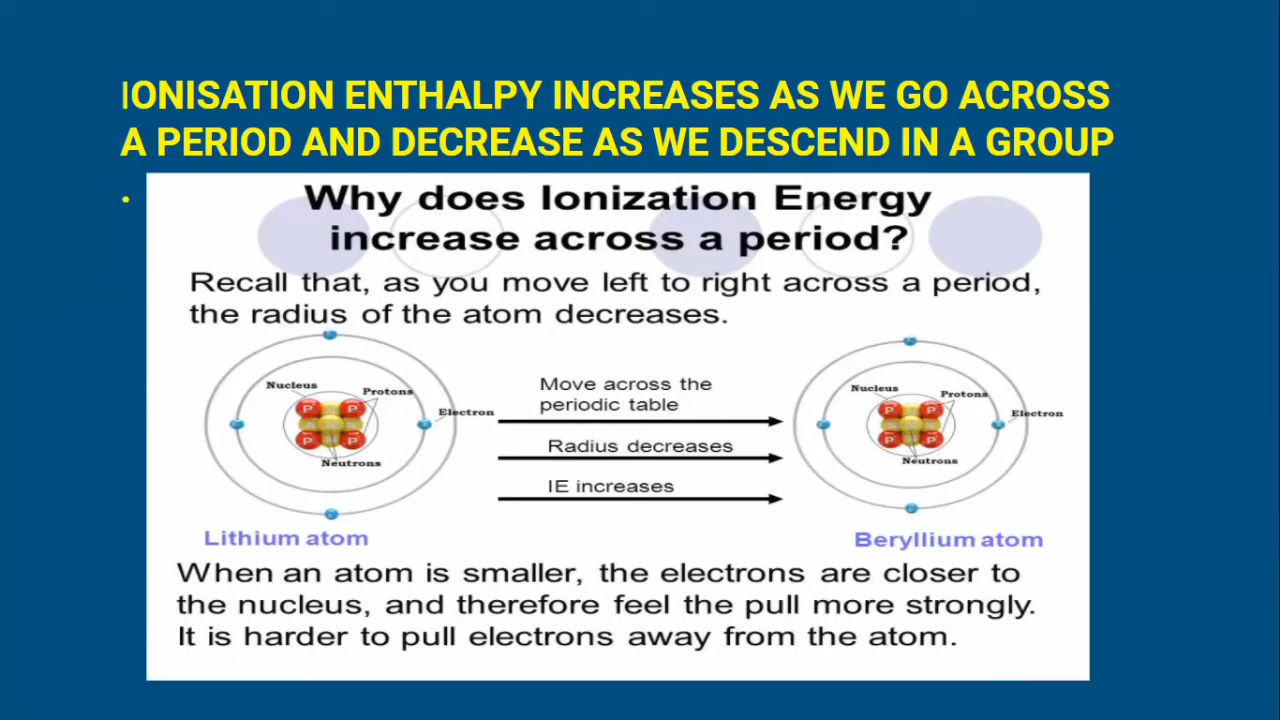 IONISATION ENTHALPY INCREASES AS WE GO ACROSS
A PERIOD AND DECREASE AS WE DESCEND IN A GROUP
Why does Ionization Energy
increase across a period?
Recall that, as you move left to right across a period,
the radius of the atom decreases.
Nucleus
Protons
Electron
P P
P P
Neutrons
Lithium atom
Move across the
periodic table
Radius decreases
IE increases
Nucleus
Protons
Electron
P P
P P
Neutrons
Beryllium atom
When an atom is smaller, the electrons are closer to
the nucleus, and therefore feel the pull more strongly.
It is harder to pull electrons away from the atom.